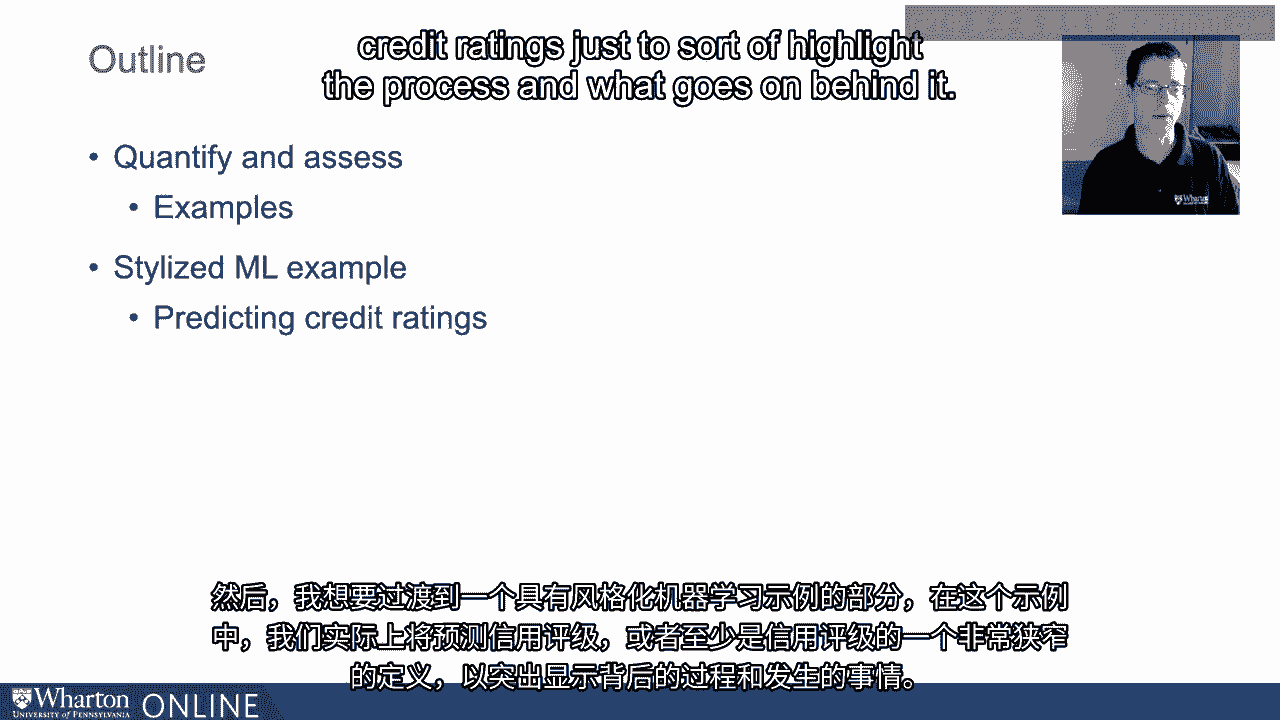 Outline
credit ratings just to sort of highlight
the process and what goes on behind it.
• Quantify and assess
• Examples
• Stylized ML example
• Predicting credit ratings
Wharton
然后，我想要过渡到一个具有风格化机器学习示例的部分，在这个示例
中，我们实际上将预测信用评级，或者至少是信用评级的一个非常狭窄
的定义，以突出显示背后的过程和发生的事情。
Wharton ONLINE
UNIVERSITY of PENNSYLVANIA